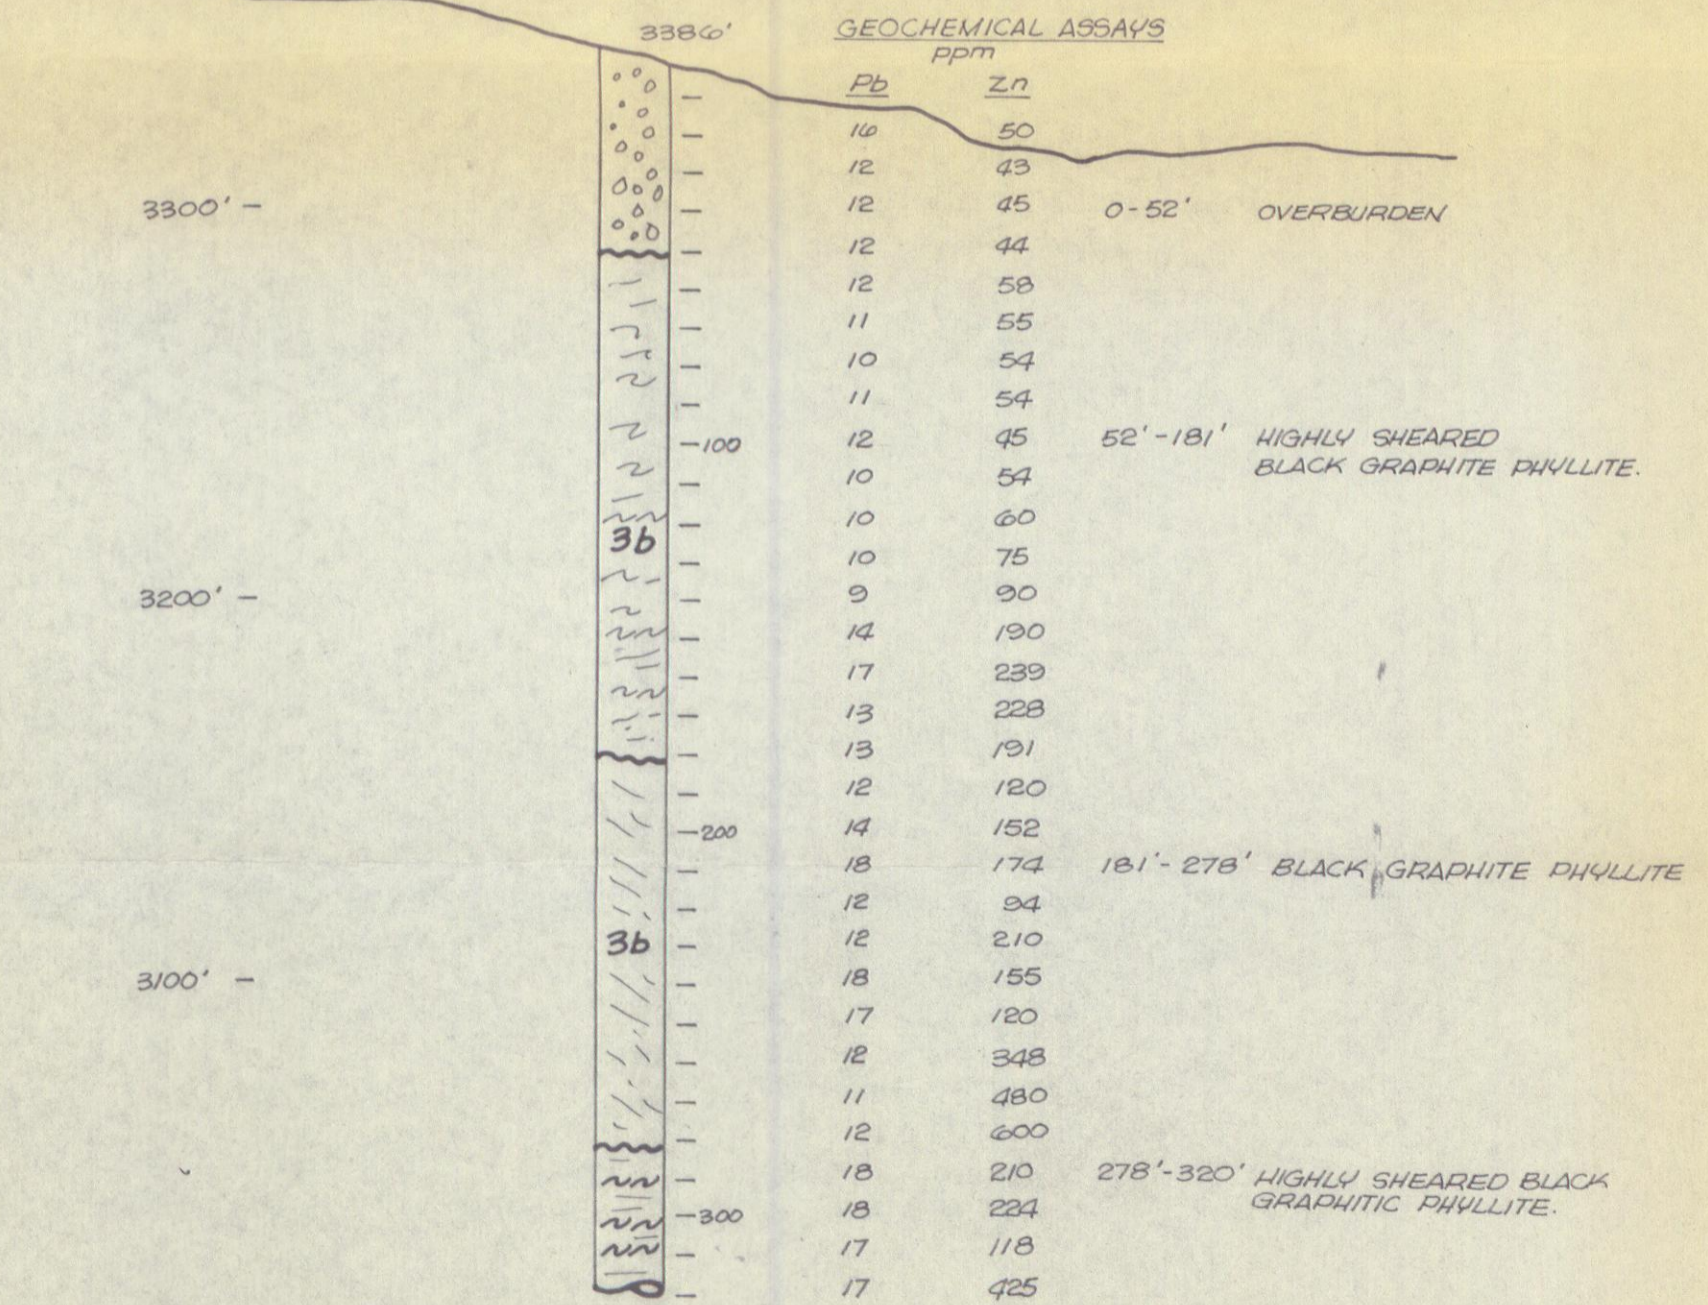 3386'
GEOCHEMICAL ASSAYS
ppm
Pb Zn
16 50
12 43
3300' - 12 45 0-52' OVERBURDEN
12 44
12 58
11 55
10 54
11 54
-100 12 45 52'-181' HIGHLY SHEARED
BLACK GRAPHITE PHYLLITE.
10 54
10 60
3b
10 75
3200' - 9 90
14 190
17 239
13 228
13 191
12 120
-200 14 152
18 174 181'-278' BLACK GRAPHITE PHYLLITE
12 94
3b 12 210
3100' - 18 155
17 120
12 348
11 480
12 600
18 210 278'-320' HIGHLY SHEARED BLACK
GRAPHITIC PHYLLITE.
-300 18 224
17 118
17 425